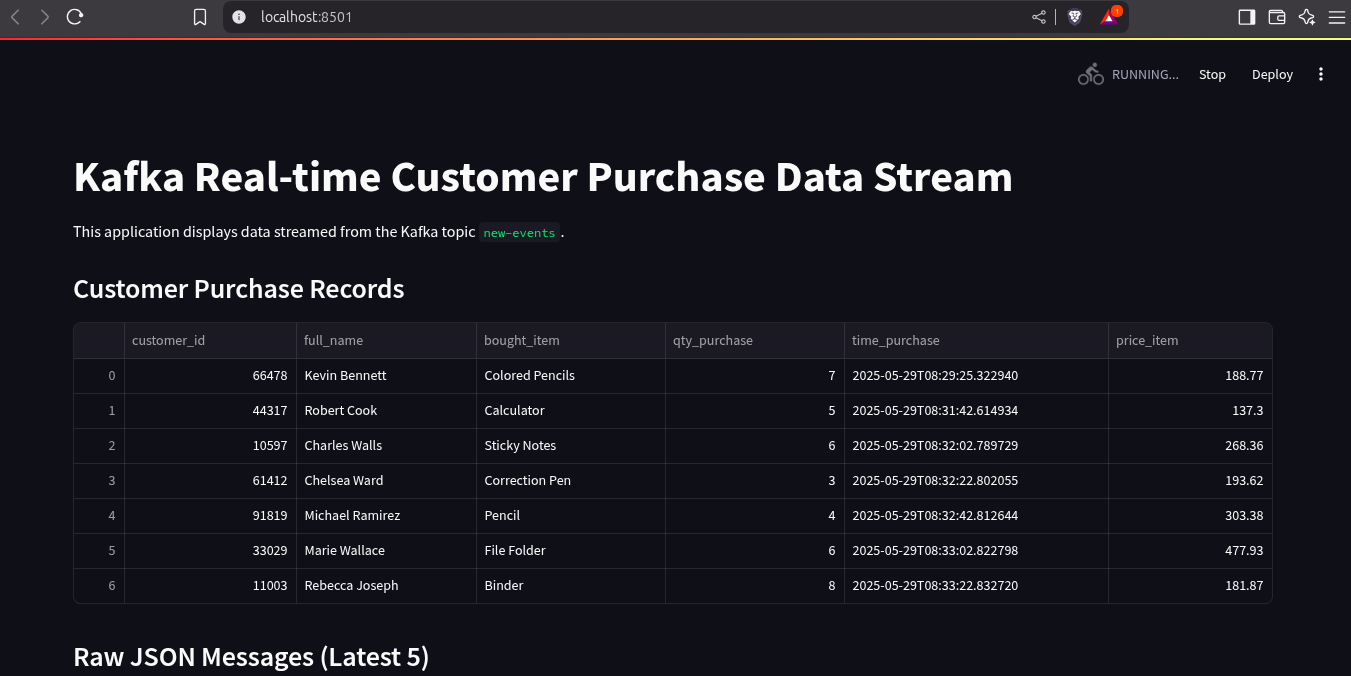 localhost:8501
1
RUNNING... Stop Deploy
Kafka Real-time Customer Purchase Data Stream
This application displays data streamed from the Kafka topic new-events .
Customer Purchase Records
customer_id full_name bought_item qty_purchase time_purchase price_item
0 66478 Kevin Bennett Colored Pencils 7 2025-05-29T08:29:25.322940 188.77
1 44317 Robert Cook Calculator 5 2025-05-29T08:31:42.614934 137.3
2 10597 Charles Walls Sticky Notes 6 2025-05-29T08:32:02.789729 268.36
3 61412 Chelsea Ward Correction Pen 3 2025-05-29T08:32:22.802055 193.62
4 91819 Michael Ramirez Pencil 4 2025-05-29T08:32:42.812644 303.38
5 33029 Marie Wallace File Folder 6 2025-05-29T08:33:02.822798 477.93
6 11003 Rebecca Joseph Binder 8 2025-05-29T08:33:22.832720 181.87
Raw JSON Messages (Latest 5)